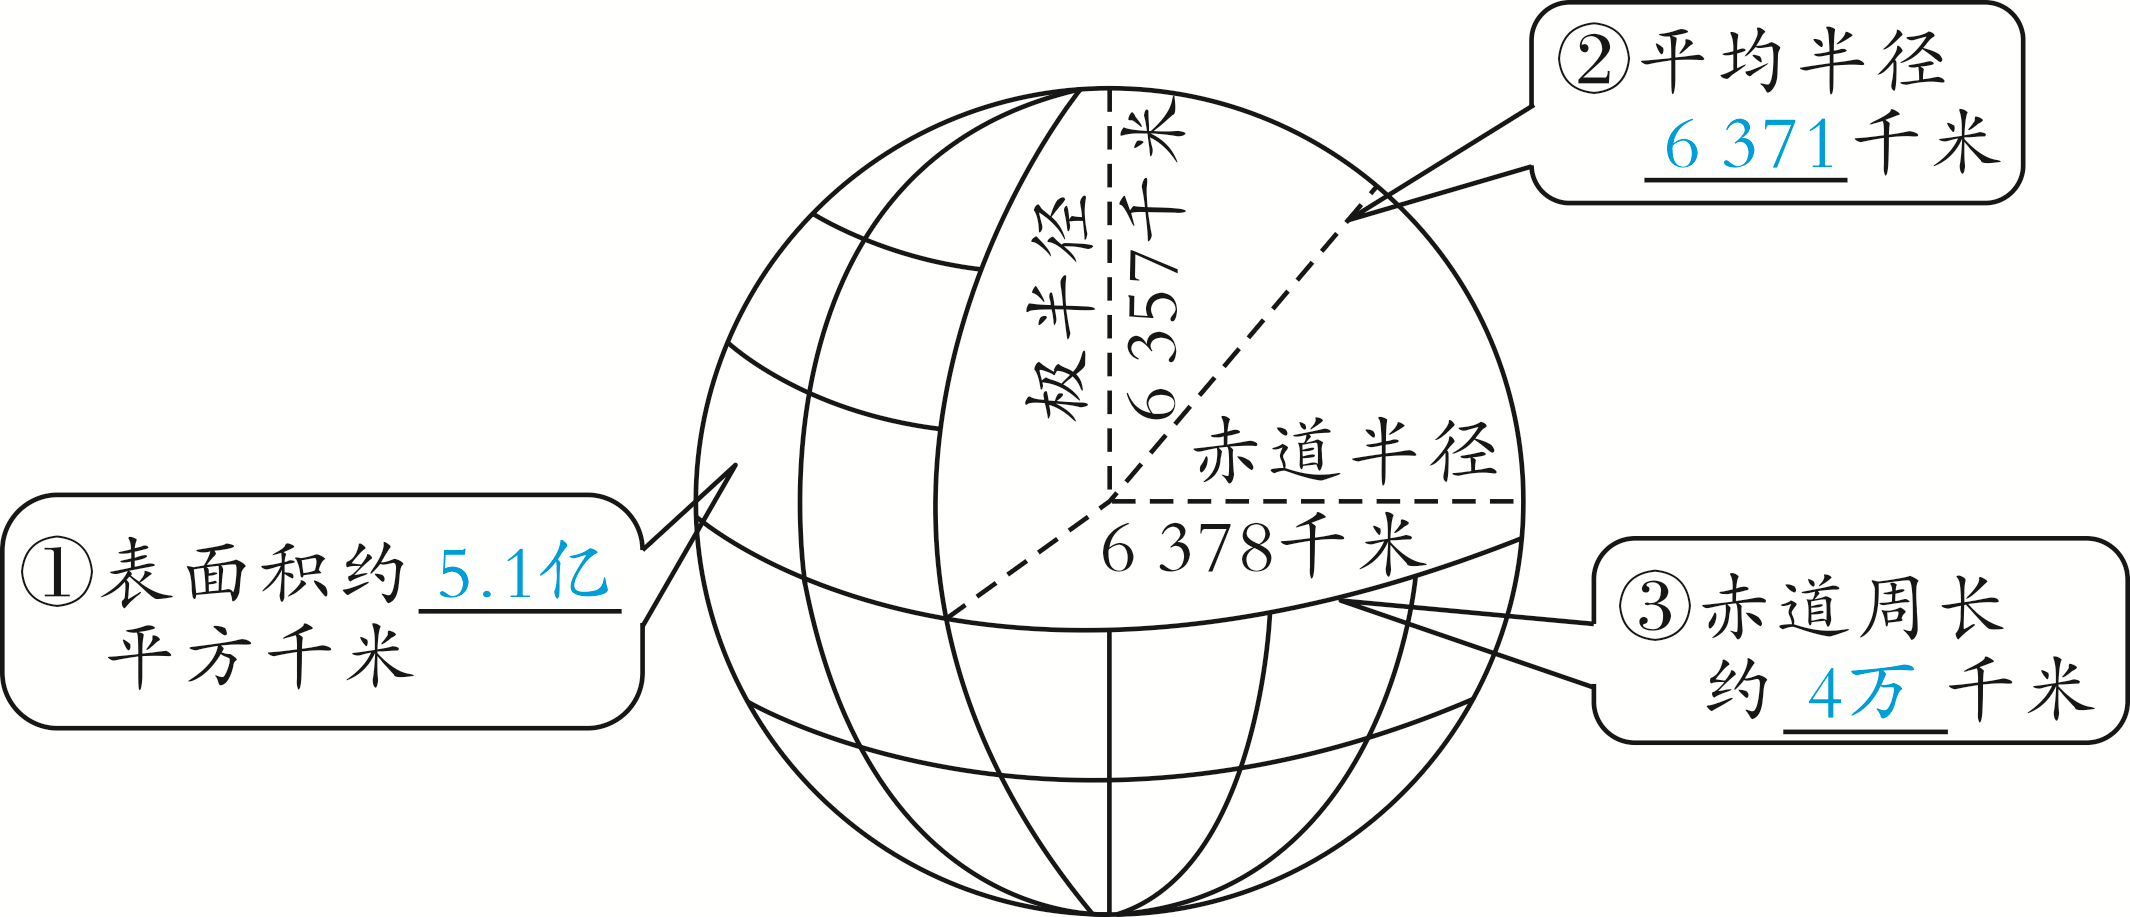 ②平均半径
6 371千米
极半径
6 357千米
赤道半径
6 378千米
①表面积约 5.1亿
平方千米
③赤道周长
约 4万 千米